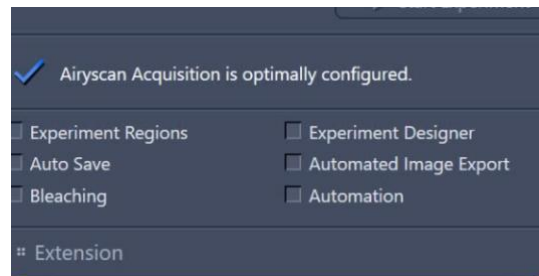 Airyscan Acquisition is optimally configured.
Experiment Regions
Experiment Designer
Auto Save
Automated Image Export
Bleaching
Automation
Extension